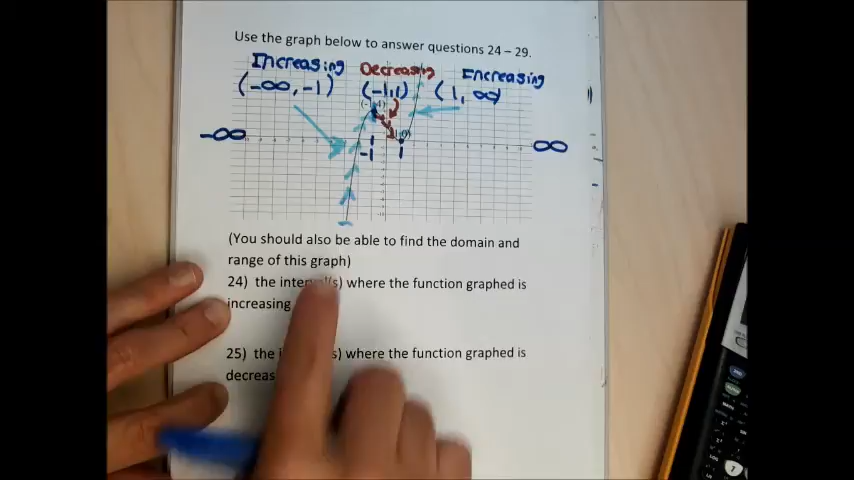 Use the graph below to answer questions 24 – 29.
Increasing Decreasing Increasing
(-∞, -1) (-1,1) (1, ∞)
-∞ ∞
-1 1
(You should also be able to find the domain and
range of this graph)
24) the interval(s) where the function graphed is
increasing
25) the where the function graphed is